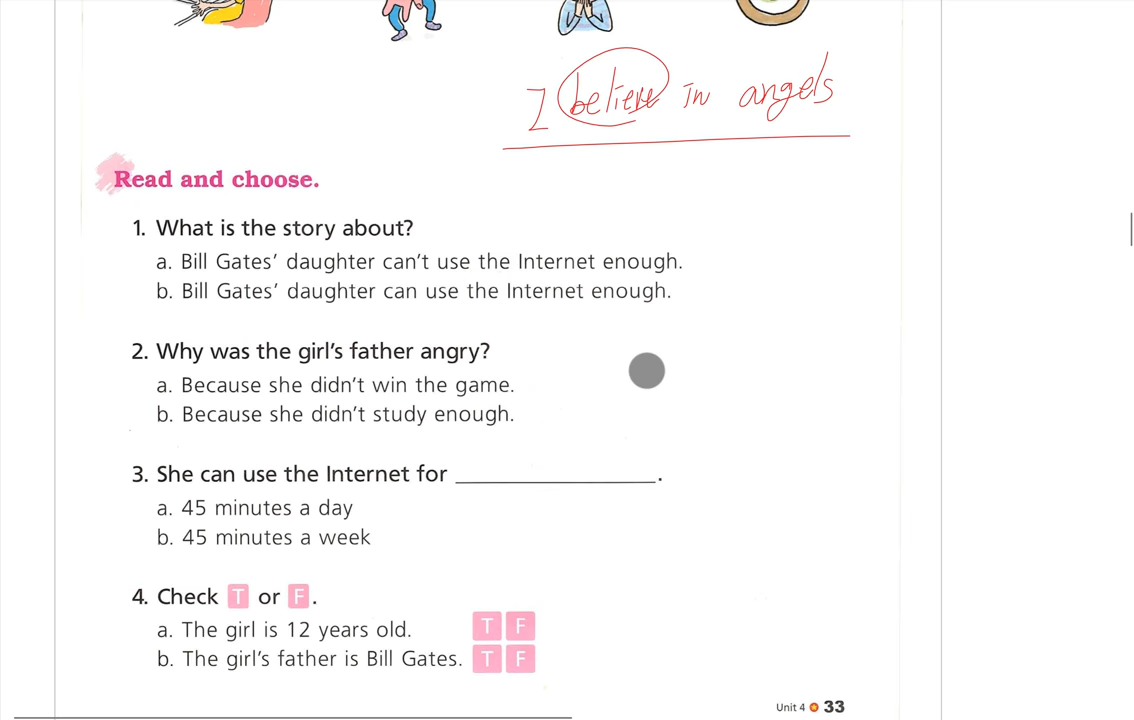 I believe in angels
Read and choose.
1. What is the story about?
a. Bill Gates' daughter can't use the Internet enough.
b. Bill Gates' daughter can use the Internet enough.
2. Why was the girl's father angry?
a. Because she didn't win the game.
b. Because she didn't study enough.
3. She can use the Internet for ____________.
a. 45 minutes a day
b. 45 minutes a week
4. Check T or F.
a. The girl is 12 years old. T F
b. The girl's father is Bill Gates. T F
Unit 4 33